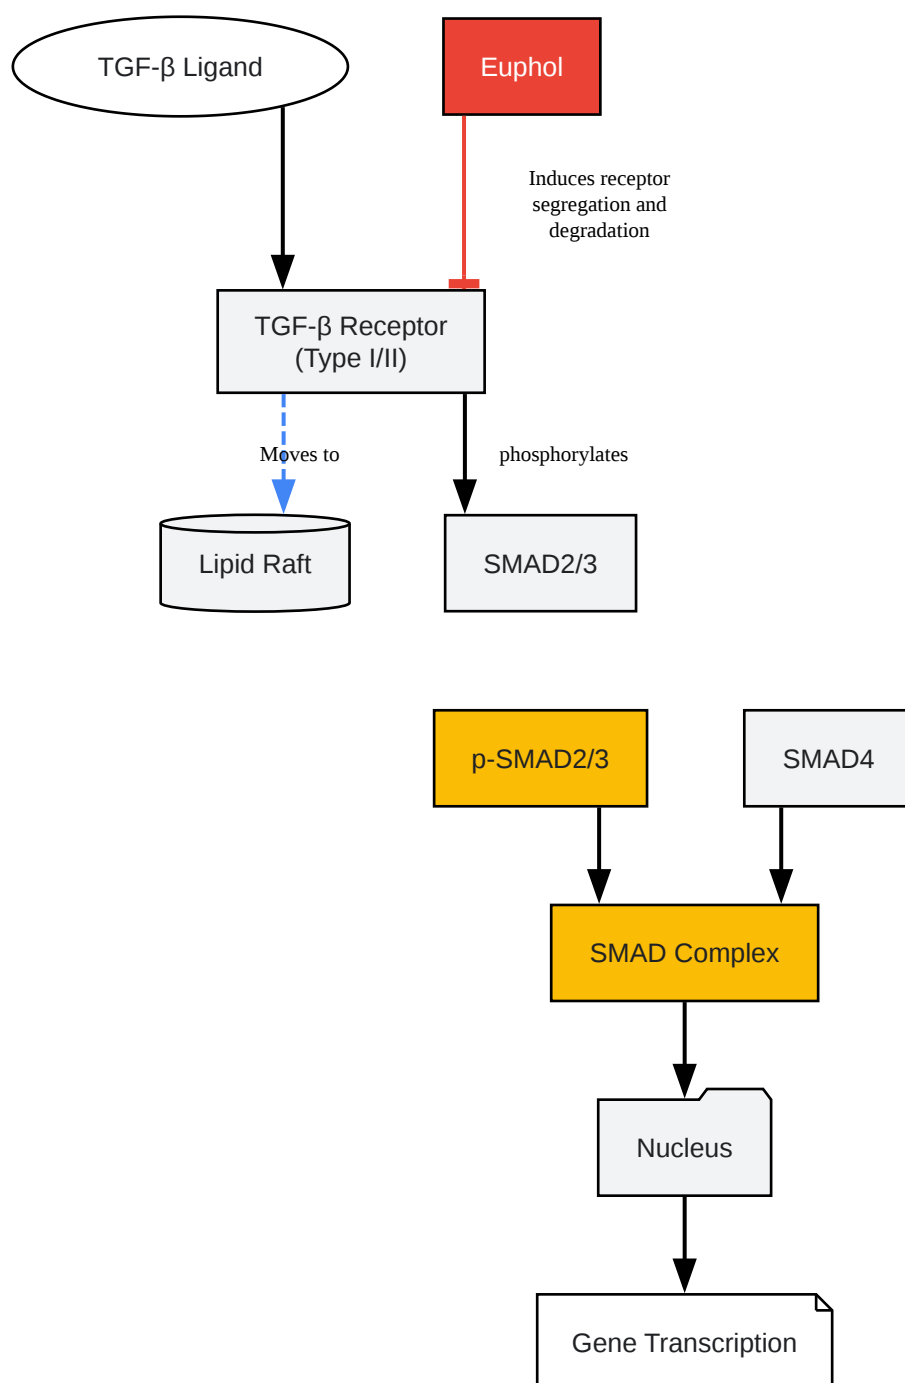 TGF-β Ligand
Euphol
Induces receptor
segregation and
degradation
TGF-β Receptor
(Type I/II)
Moves to
phosphorylates
Lipid Raft
SMAD2/3
p-SMAD2/3
SMAD4
SMAD Complex
Nucleus
Gene Transcription